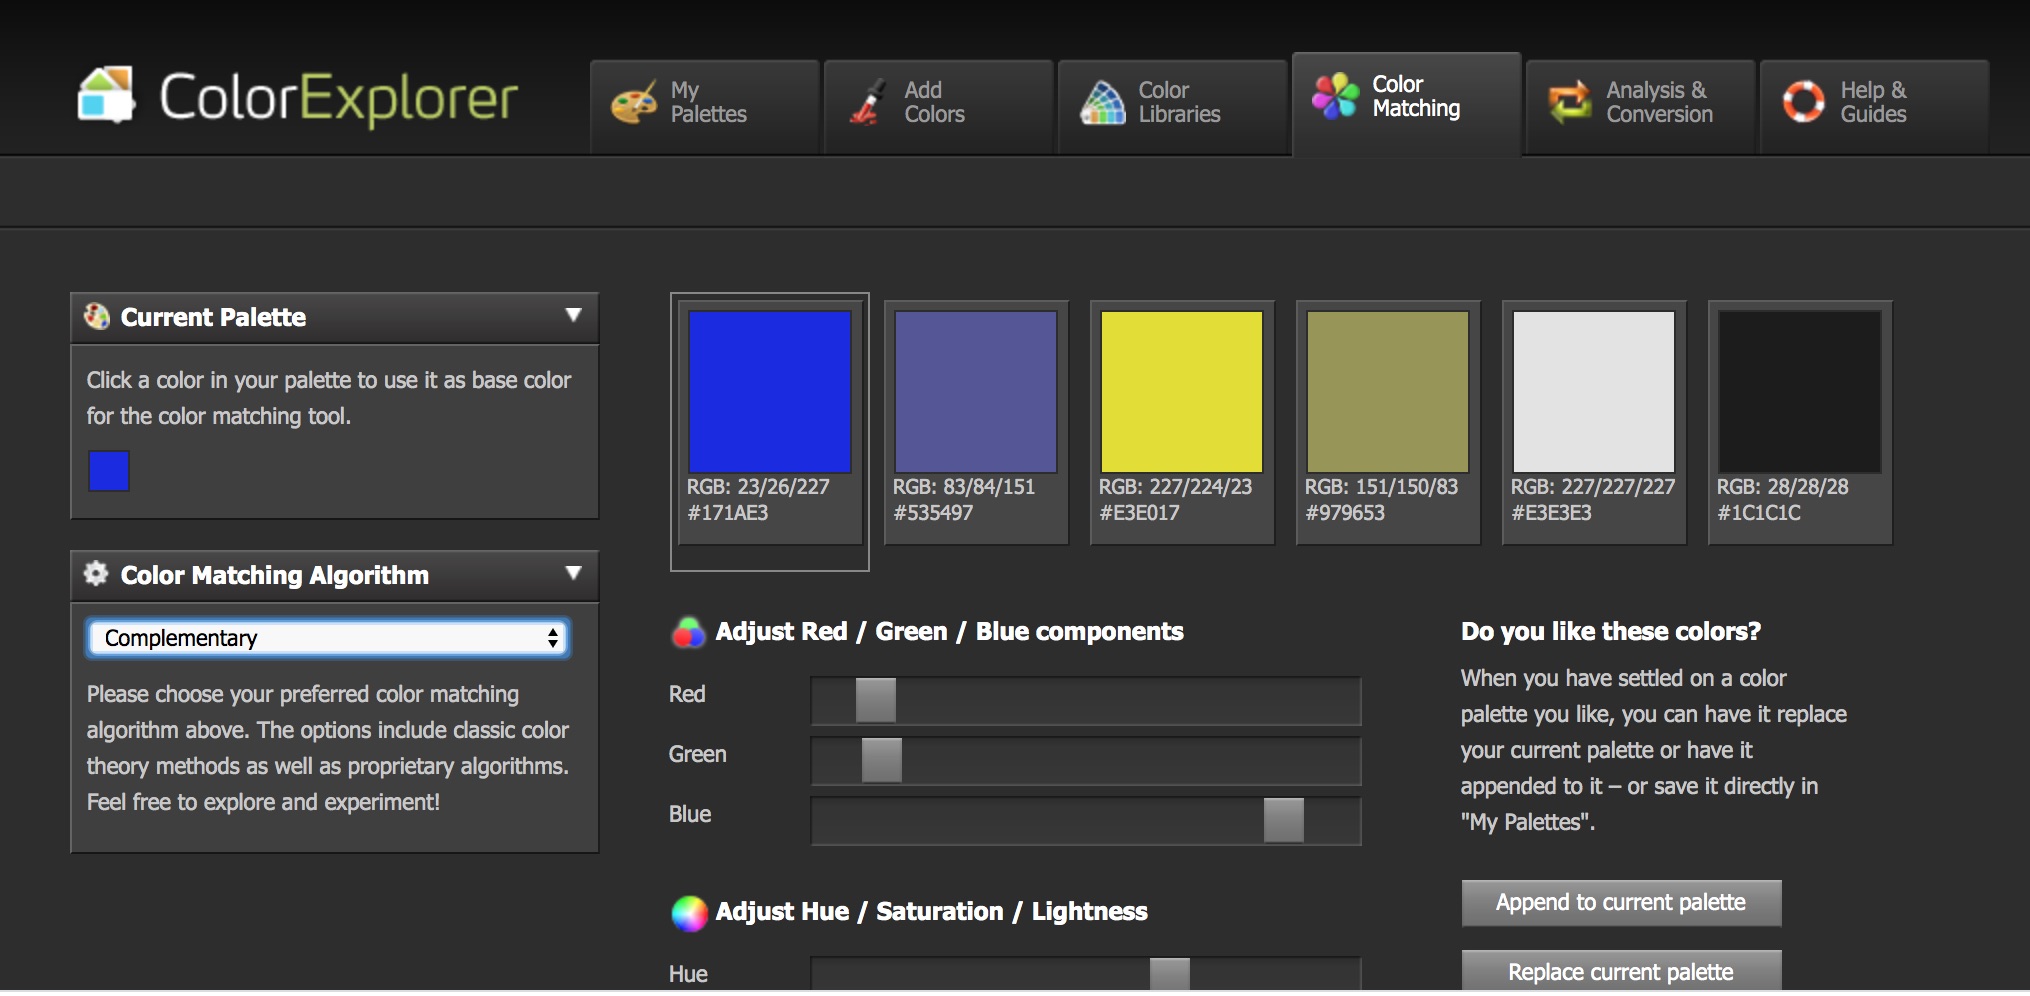 ColorExplorer
My
Palettes
Add
Colors
Color
Libraries
Color
Matching
Analysis &
Conversion
Help &
Guides
Current Palette
Click a color in your palette to use it as base color
for the color matching tool.
Color Matching Algorithm
Complementary
Please choose your preferred color matching
algorithm above. The options include classic color
theory methods as well as proprietary algorithms.
Feel free to explore and experiment!
RGB: 23/26/227
#171AE3
RGB: 83/84/151
#535497
RGB: 227/224/23
#E3E017
RGB: 151/150/83
#979653
RGB: 227/227/227
#E3E3E3
RGB: 28/28/28
#1C1C1C
Adjust Red / Green / Blue components
Red
Green
Blue
Adjust Hue / Saturation / Lightness
Hue
Do you like these colors?
When you have settled on a color
palette you like, you can have it replace
your current palette or have it
appended to it – or save it directly in
"My Palettes".
Append to current palette
Replace current palette